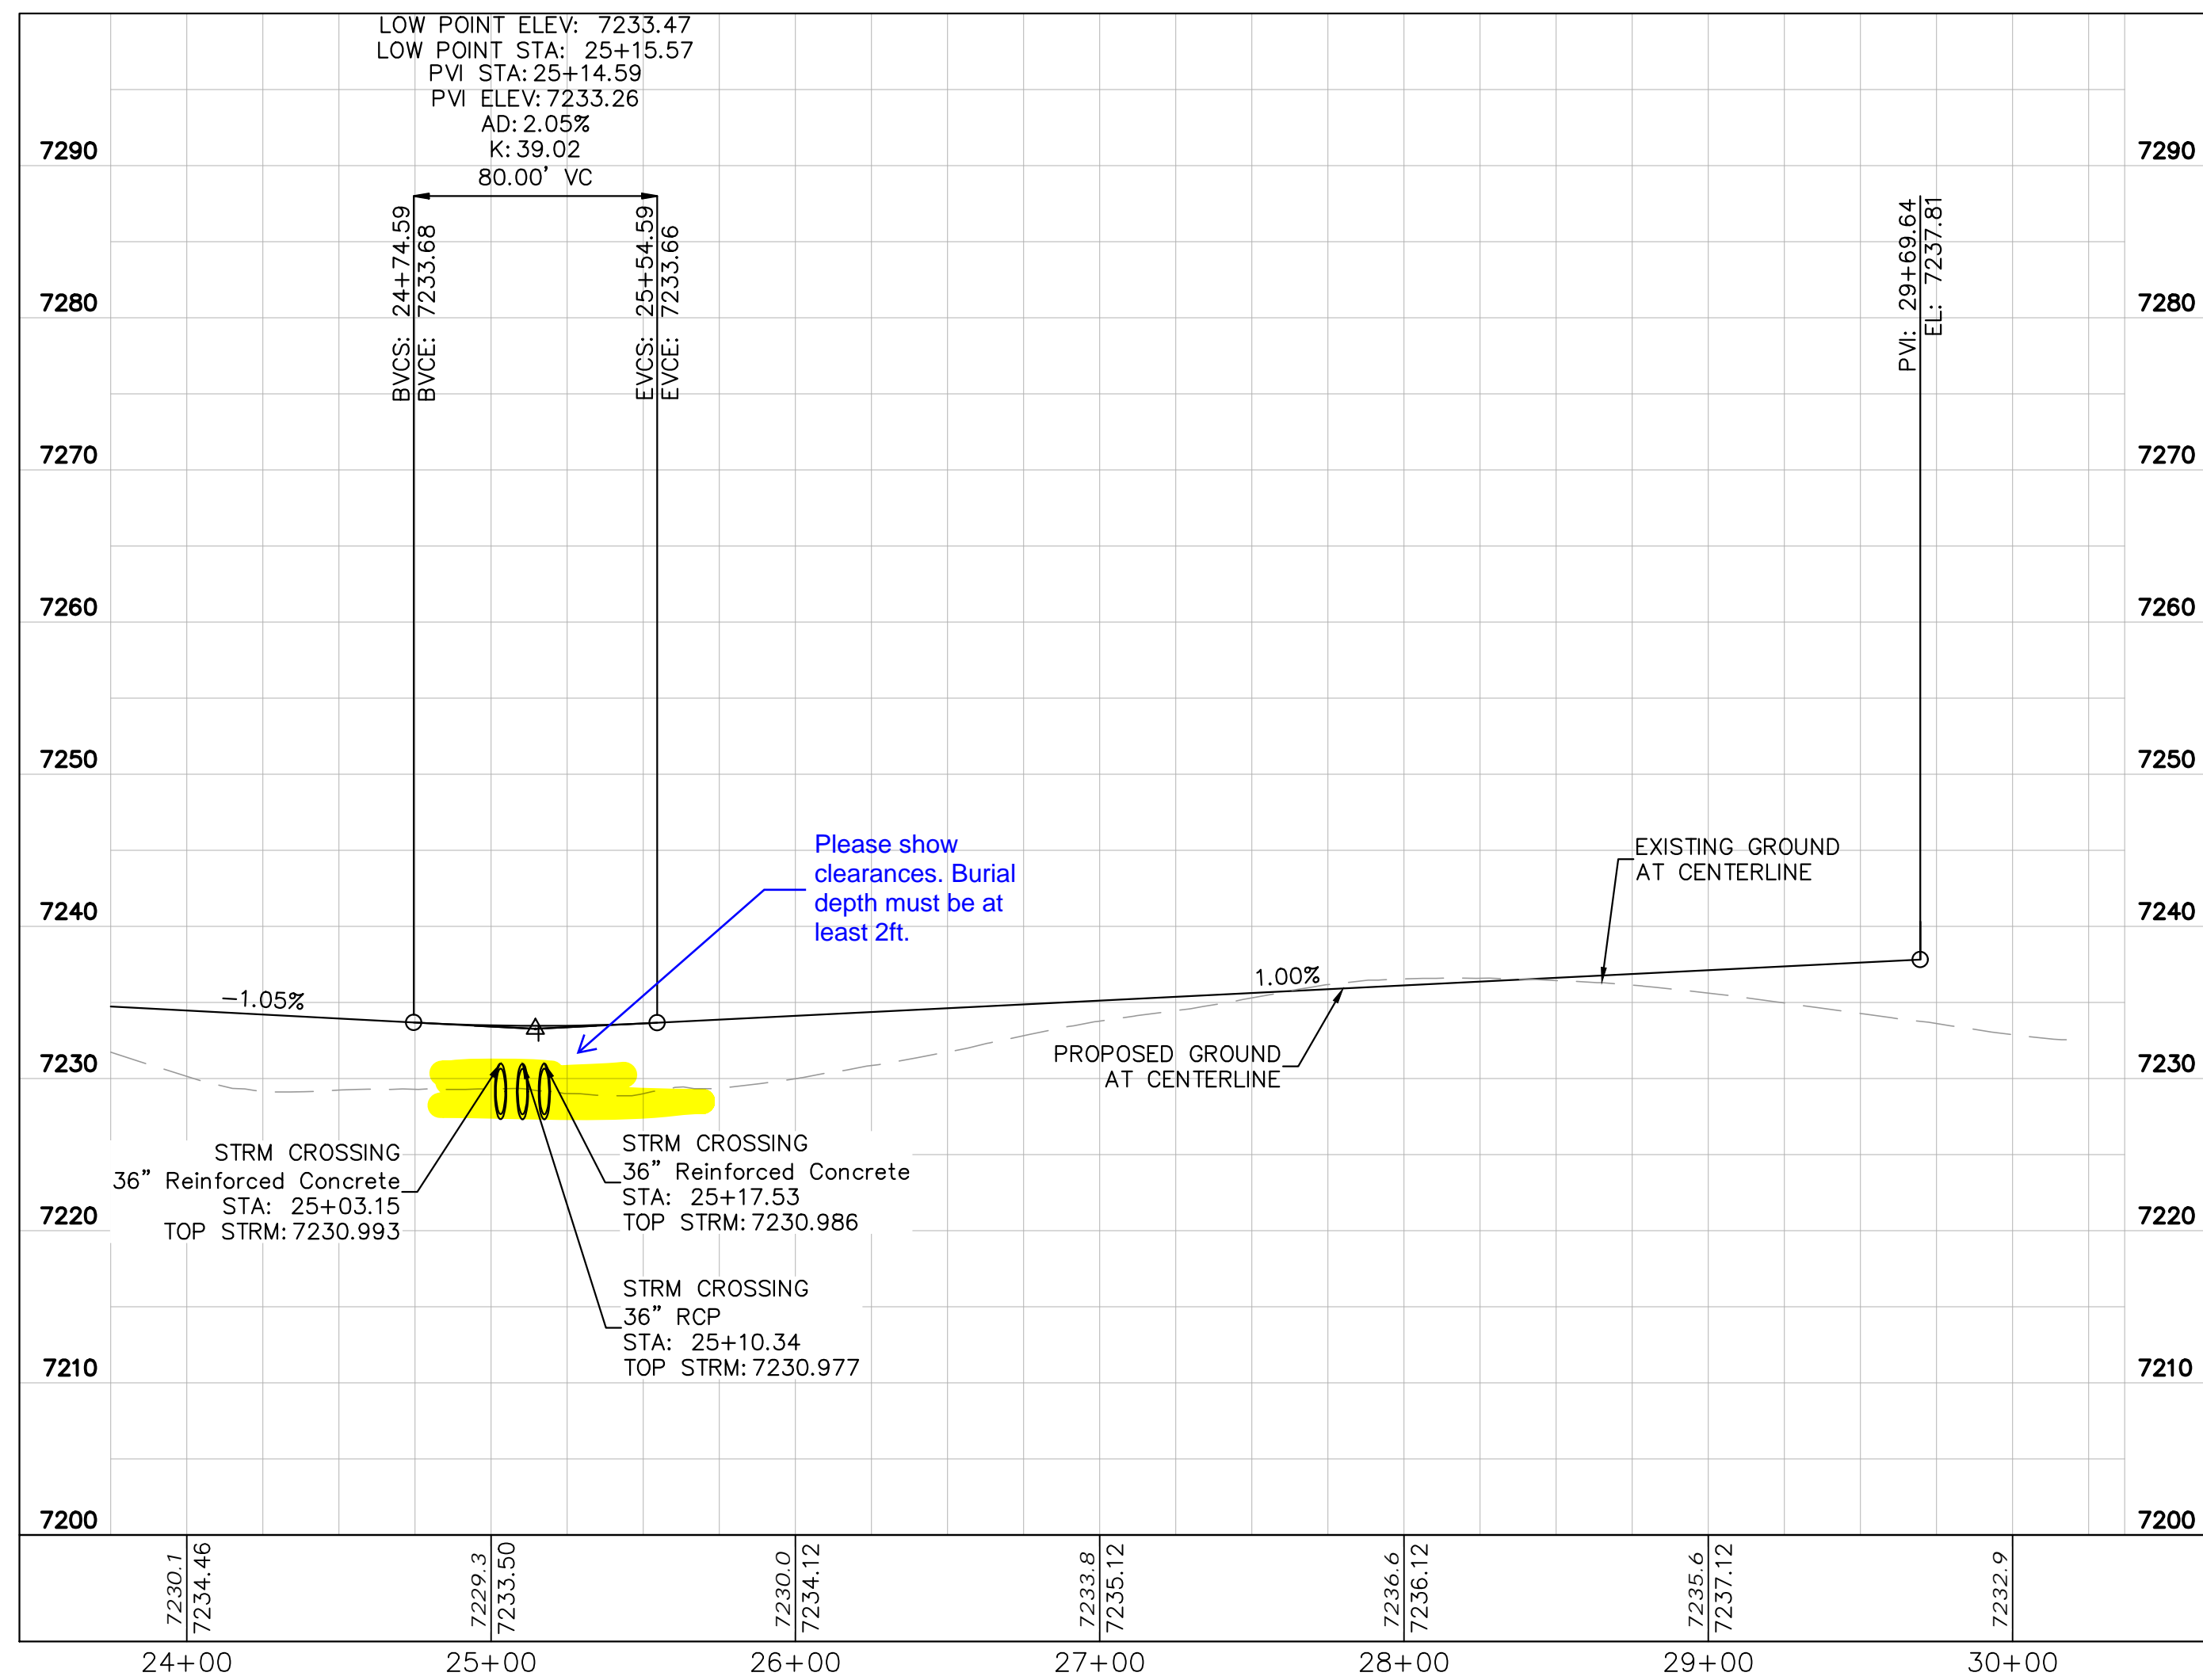 LOW POINT ELEV: 7233.47
LOW POINT STA: 25+15.57
PVI STA: 25+14.59
PVI ELEV: 7233.26
AD: 2.05%
K: 39.02
80.00' VC
BVCS: 24+74.59
BVCE: 7233.68
EVCS: 25+54.59
EVCE: 7233.66
PVI: 29+69.64
EL: 7237.81
7290
7290
7280
7280
7270
7270
7260
7260
7250
7250
7240
7240
7230
7230
7220
7220
7210
7210
7200
7200
Please show
clearances. Burial
depth must be at
least 2ft.
EXISTING GROUND
AT CENTERLINE
-1.05%
1.00%
PROPOSED GROUND
AT CENTERLINE
STRM CROSSING
36" Reinforced Concrete
STA: 25+03.15
TOP STRM: 7230.993
STRM CROSSING
36" Reinforced Concrete
STA: 25+17.53
TOP STRM: 7230.986
STRM CROSSING
36" RCP
STA: 25+10.34
TOP STRM: 7230.977
7230.1
7234.46
7229.3
7233.50
7230.0
7234.12
7233.8
7235.12
7236.6
7236.12
7235.6
7237.12
7232.9
24+00
25+00
26+00
27+00
28+00
29+00
30+00